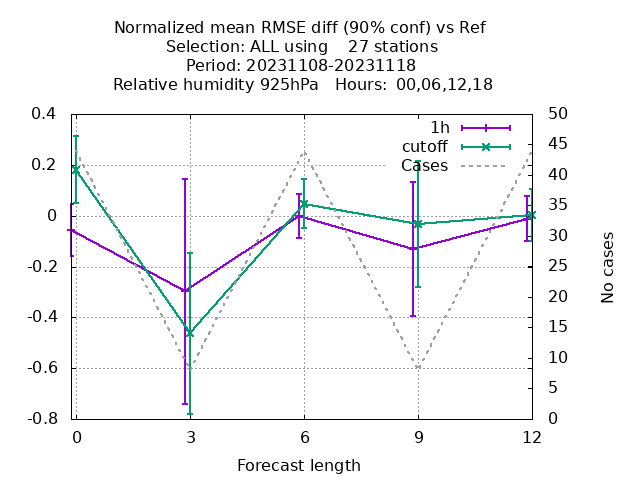 Normalized mean RMSE diff (90% conf) vs Ref
Selection: ALL using    27 stations
Period: 20231108-20231118
Relative humidity 925hPa   Hours: 00,06,12,18
1h
cutoff
Cases
0.4
0.2
0
-0.2
-0.4
-0.6
-0.8
50
45
40
35
30
25
20
15
10
5
0
No cases
0 3 6 9 12
Forecast length